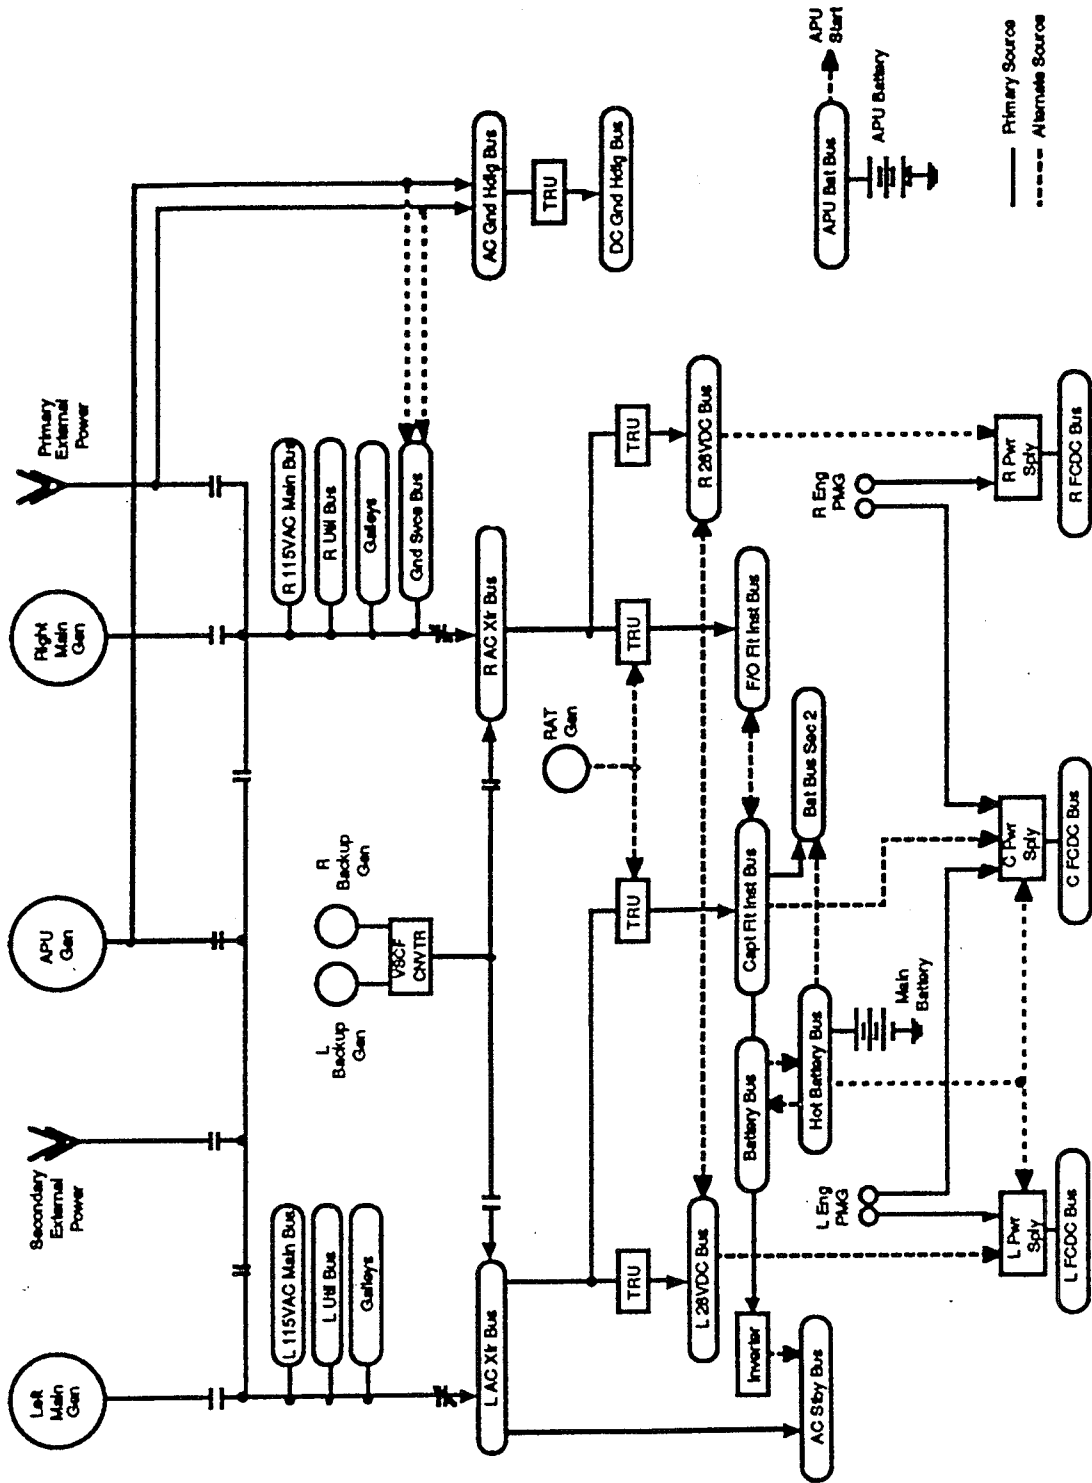 Left
Main
Gen
Secondary
External
Power
APU
Gen
Right
Main
Gen
Primary
External
Power
L 115VAC Main Bus
L Util Bus
Galleys
L
Backup
Gen
R
Backup
Gen
VSCF
CNVTR
R 115VAC Main Bus
R Util Bus
Galleys
Gnd Svce Bus
L AC Xfr Bus
R AC Xfr Bus
AC Gnd Hdlg Bus
TRU
DC Gnd Hdlg Bus
RAT
Gen
TRU
TRU
TRU
TRU
L 28VDC Bus
R 28VDC Bus
Inverter
Battery Bus
Capt Flt Inst Bus
F/O Flt Inst Bus
AC Stby Bus
Hot Battery Bus
Bat Bus Sec 2
Main
Battery
APU Bat Bus
APU
Start
APU Battery
L Eng
PMG
R Eng
PMG
L Pwr
Sply
C Pwr
Sply
R Pwr
Sply
L FCDC Bus
C FCDC Bus
R FCDC Bus
Primary Source
Alternate Source